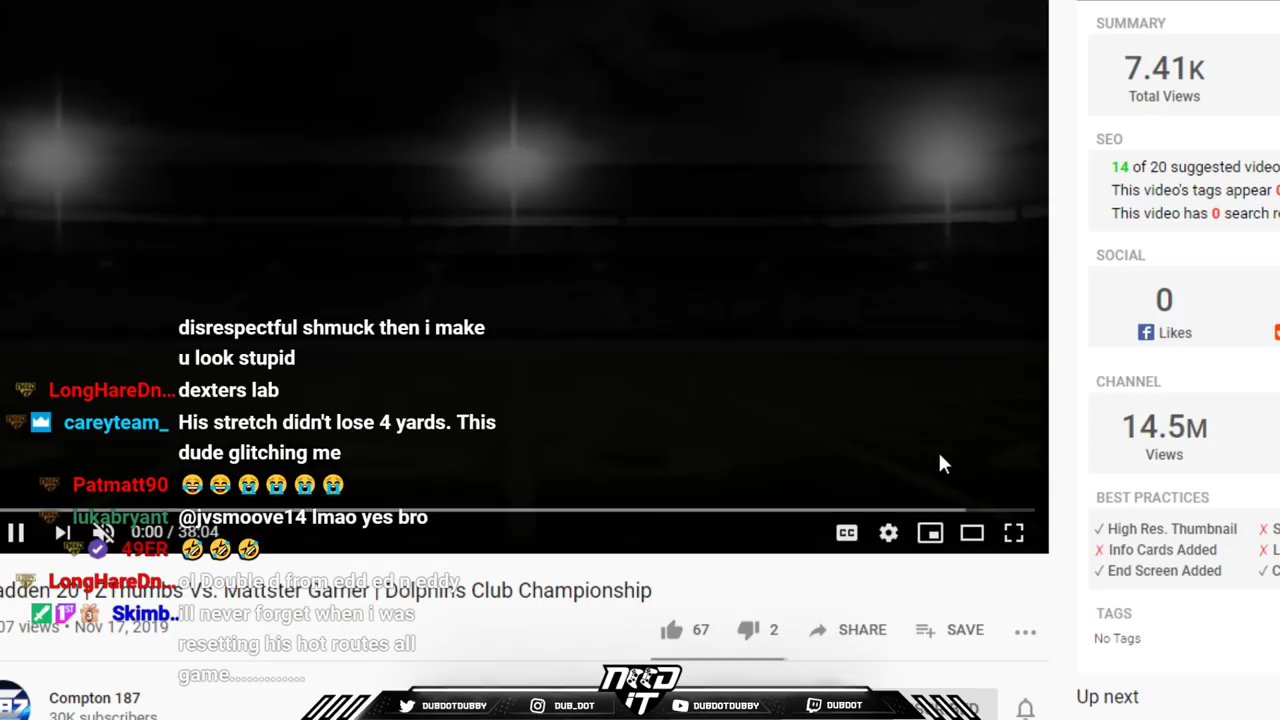 SUMMARY
7.41K
Total Views
SEO
14 of 20 suggested video
This video's tags appear 0
This video has 0 search
SOCIAL
0
Likes
CHANNEL
14.5M
Views
BEST PRACTICES
✓ High Res. Thumbnail
✗ Info Cards Added
✓ End Screen Added
TAGS
No Tags
Up next
disrespectful shmuck then i make
u look stupid
LongHareDn... dexters lab
careyteam_ His stretch didn't lose 4 yards. This
dude glitching me
Patmatt90 😂😂😭😭😭😭
lukabryant @jvsmoove14 lmao yes bro
0:00 / 38:04
CC
49ER 🤣🤣🤣
LongHareDn... ol Double d from edd ed n eddy
adden 20 | ZThumbs Vs. Mattster Gamer | Dolphins Club Championship
Skimb.. ill never forget when i was
resetting his hot routes all
game.............
07 views • Nov 17, 2019
67
2
SHARE
SAVE
Compton 187
30K subscribers
NEED
IT
DUBDOTDUBBY
DUB_DOT
DUBDOTDUBBY
DUBDOT